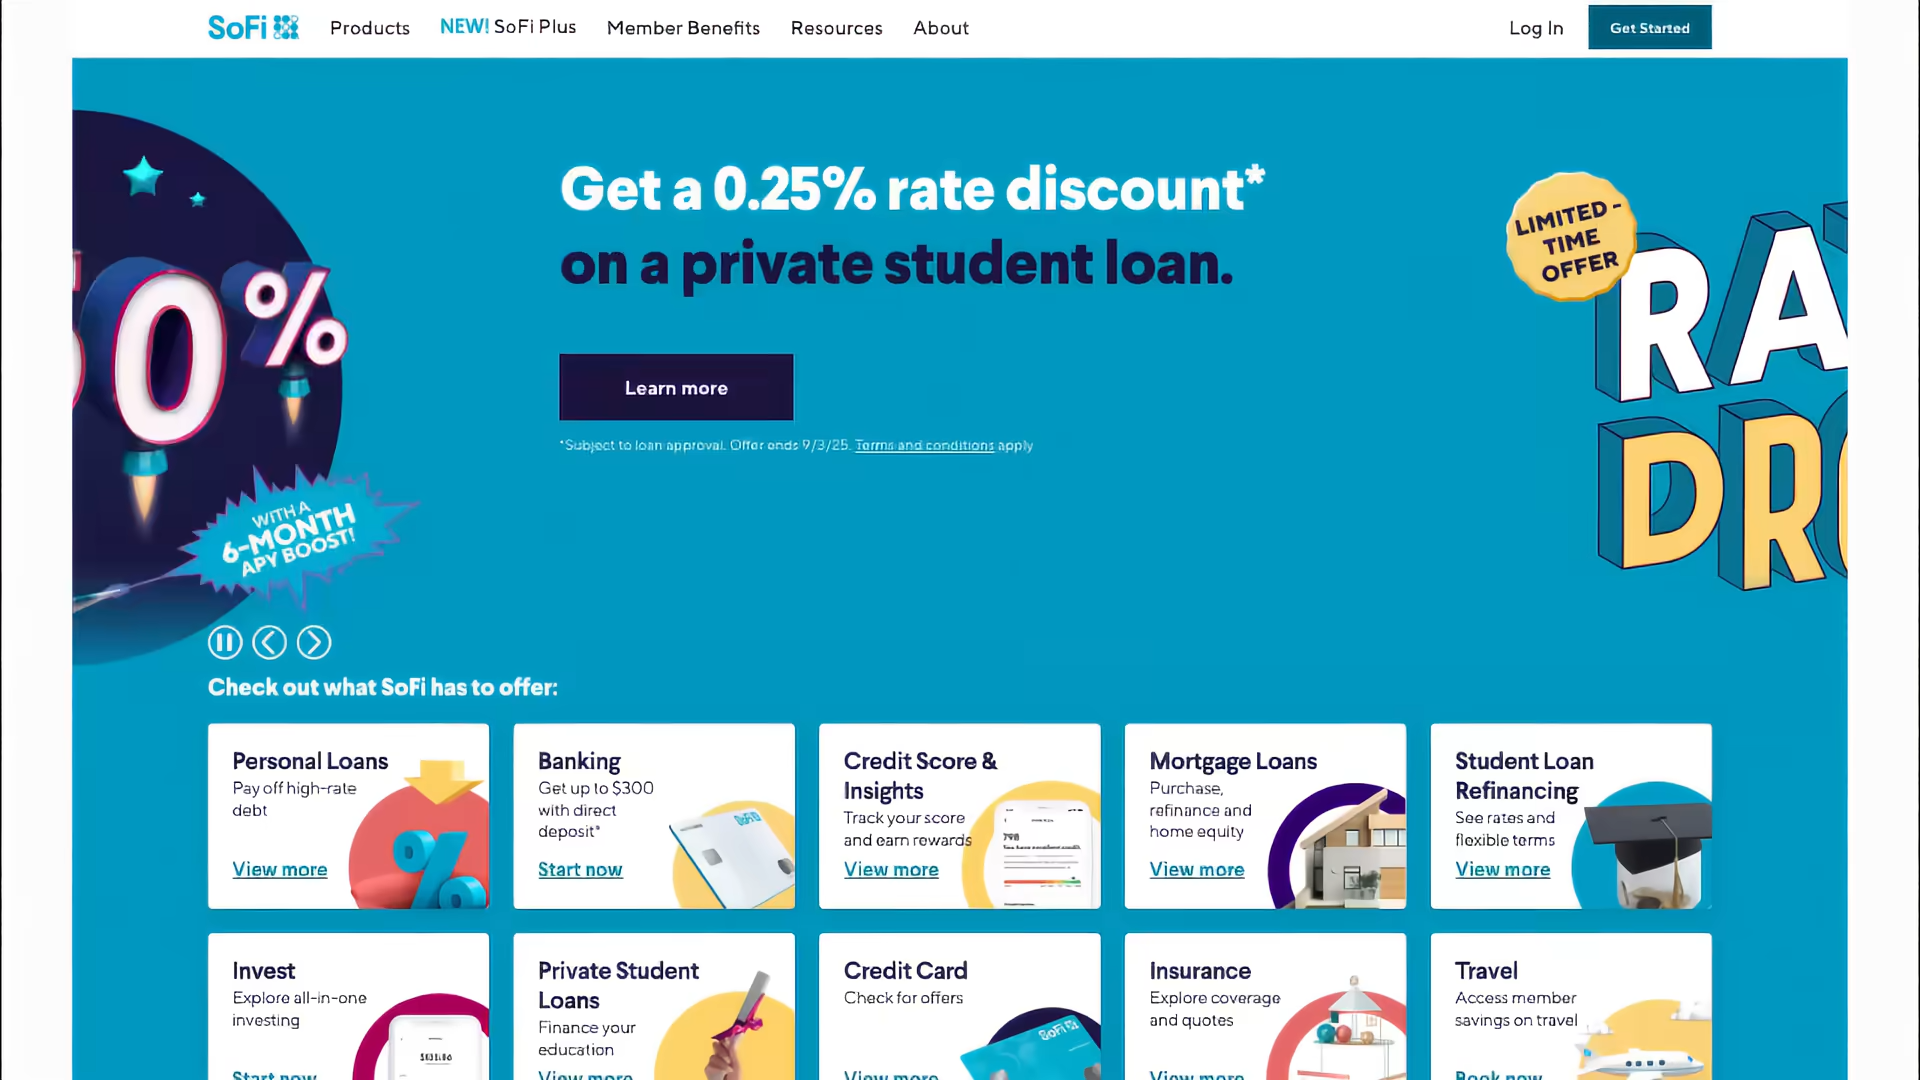 SoFi
Products
NEW! SoFi Plus
Member Benefits
Resources
About
Log In
Get Started
Get a 0.25% rate discount*
on a private student loan.
Learn more
*Subject to loan approval. Offer ends 9/3/25. Terms and conditions apply
0%
WITH A
6-MONTH
APY BOOST!
LIMITED-
TIME
OFFER
RA
DRO
Check out what SoFi has to offer:
Personal Loans
Pay off high-rate
debt
View more
Banking
Get up to $300
with direct
deposit*
Start now
SoFi
Credit Score &
Insights
Track your score
and earn rewards
View more
798
Mortgage Loans
Purchase,
refinance and
home equity
View more
Student Loan
Refinancing
See rates and
flexible terms
View more
Invest
Explore all-in-one
investing
Start now
Private Student
Loans
Finance your
education
View more
Credit Card
Check for offers
View more
SoFi
Insurance
Explore coverage
and quotes
View more
Travel
Access member
savings on travel
Book now